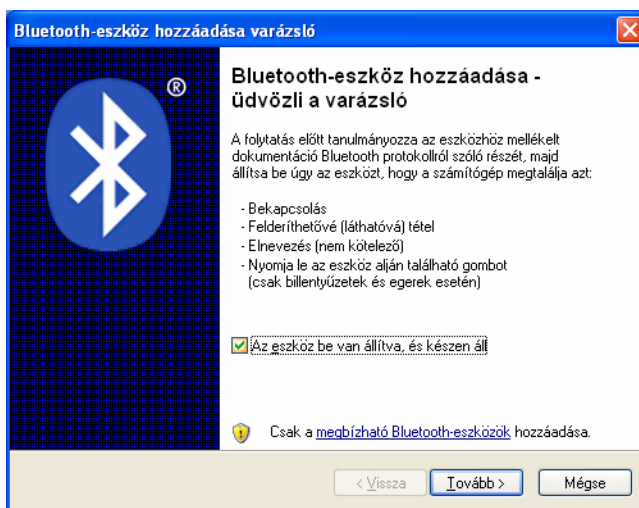 Bluetooth-eszköz hozzáadása varázsló
®
Bluetooth-eszköz hozzáadása -
üdvözli a varázsló
A folytatás előtt tanulmányozza az eszközhöz mellékelt
dokumentáció Bluetooth protokollról szóló részét, majd
állítsa be úgy az eszközt, hogy a számítógép megtalálja azt:
- Bekapcsolás
- Felderíthetővé (láthatóvá) tétel
- Elnevezés (nem kötelező)
- Nyomja le az eszköz alján található gombot
(csak billentyűzetek és egerek esetén)
Az eszköz be van állítva, és készen áll
Csak a megbízható Bluetooth-eszközök hozzáadása.
< Vissza
Tovább >
Mégse